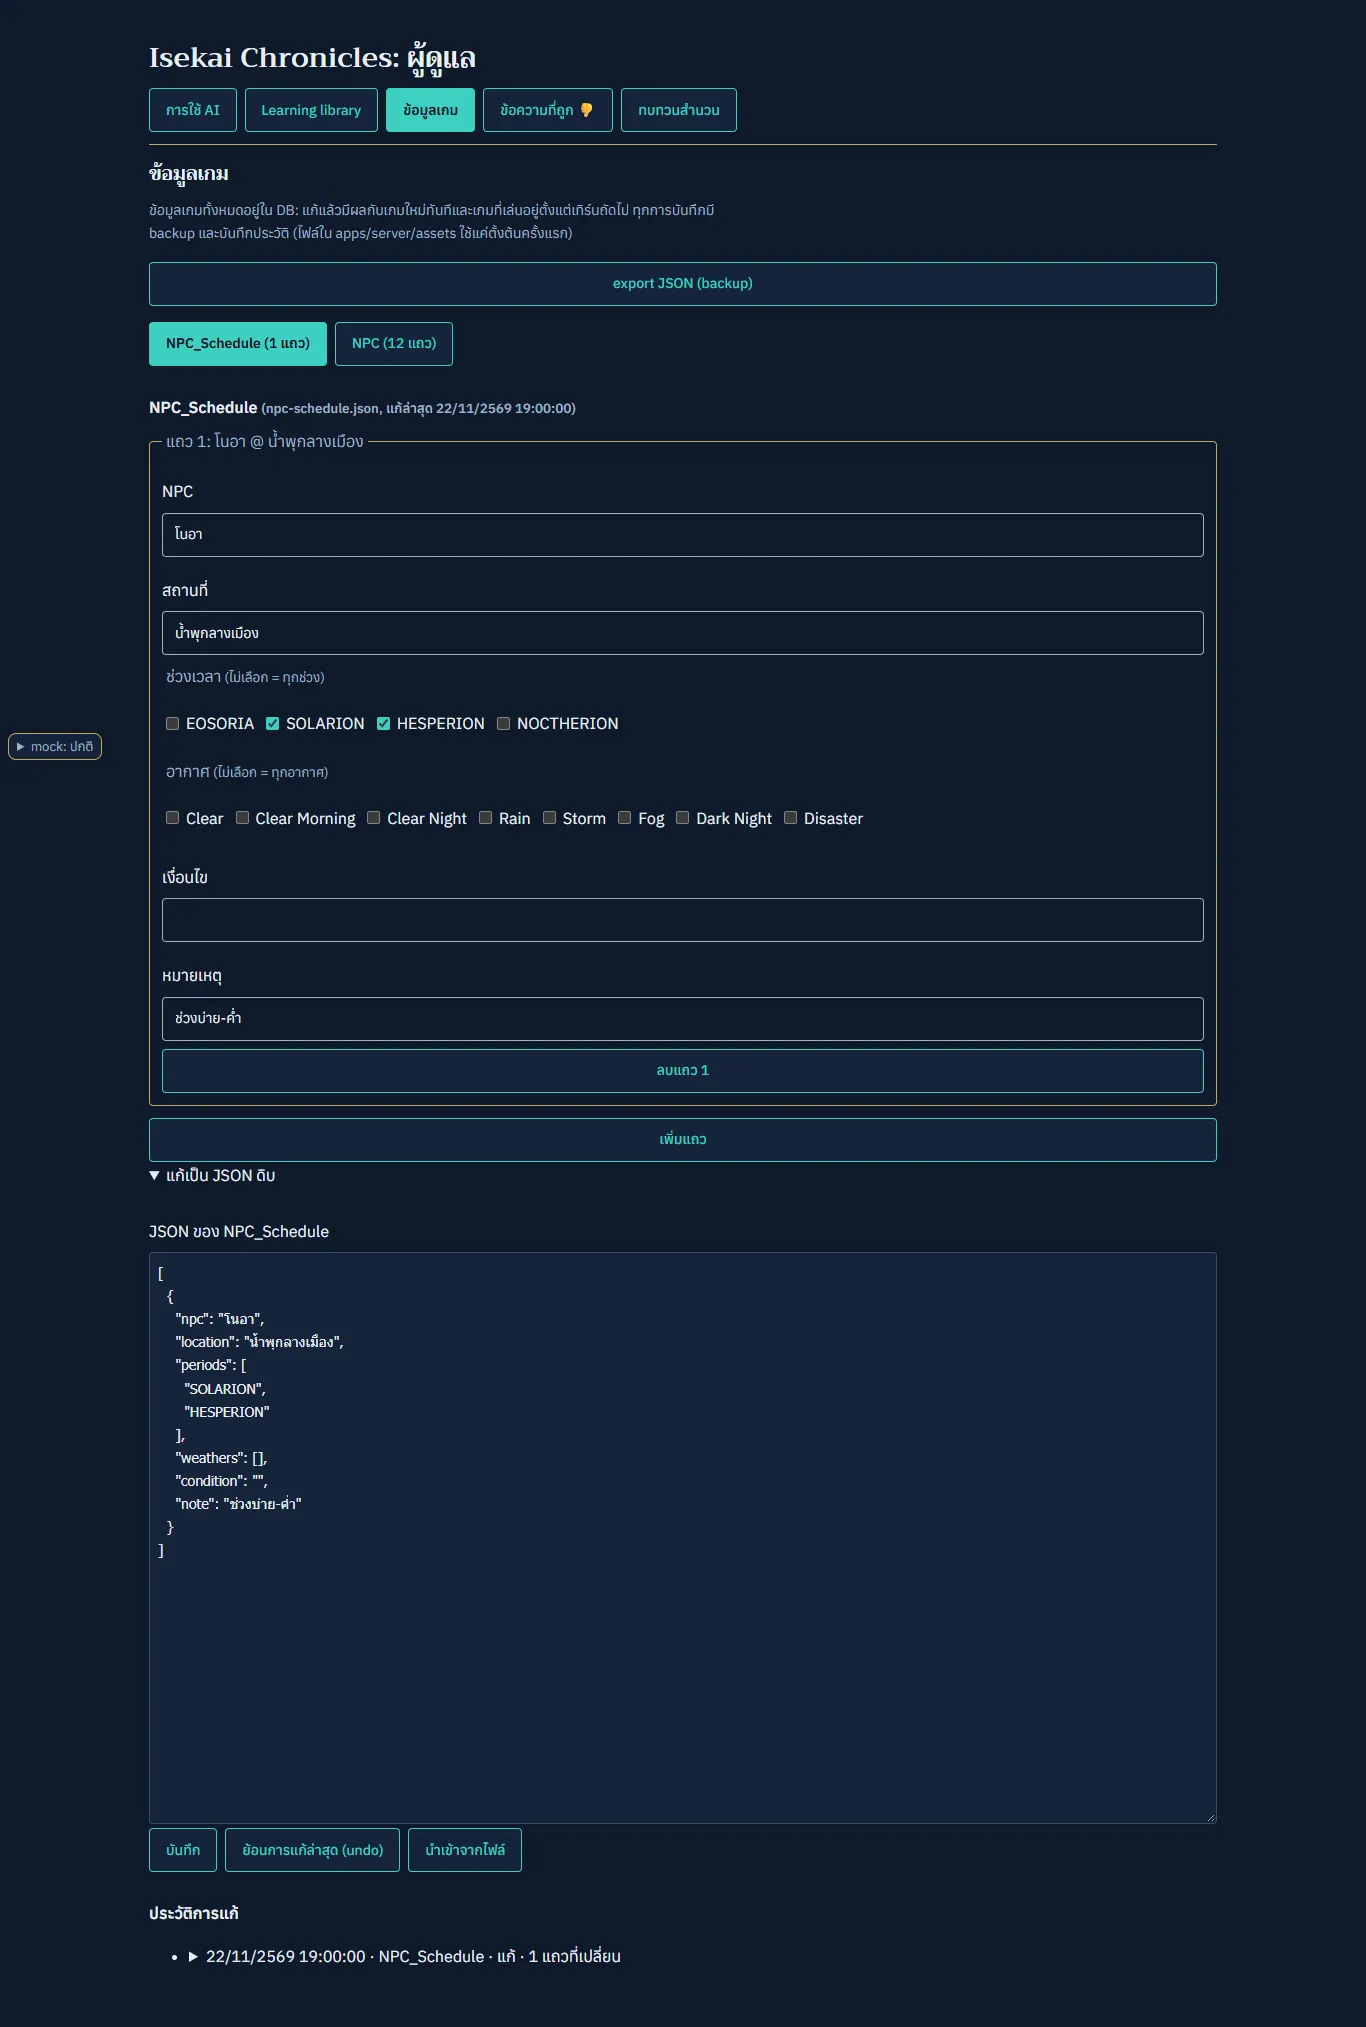 Isekai Chronicles: ผู้ดูแล
การใช้ AI
Learning library
ข้อมูลเกม
ข้อความที่ถูก 👎
ทบทวนสำนวน
ข้อมูลเกม
ข้อมูลเกมทั้งหมดอยู่ใน DB: แก้แล้วมีผลกับเกมใหม่ทันทีและเกมที่เล่นอยู่ตั้งแต่เทิร์นถัดไป ทุกการบันทึกมี
backup และบันทึกประวัติ (ไฟล์ใน apps/server/assets ใช้แค่ตั้งต้นครั้งแรก)
export JSON (backup)
NPC_Schedule (1 แถว)
NPC (12 แถว)
NPC_Schedule (npc-schedule.json, แก้ล่าสุด 22/11/2569 19:00:00)
แถว 1: โนอา @ น้ำพุกลางเมือง
NPC
โนอา
สถานที่
น้ำพุกลางเมือง
ช่วงเวลา (ไม่เลือก = ทุกช่วง)
EOSORIA SOLARION HESPERION NOCTHERION
mock: ปกติ
อากาศ (ไม่เลือก = ทุกอากาศ)
Clear Clear Morning Clear Night Rain Storm Fog Dark Night Disaster
เงื่อนไข
หมายเหตุ
ช่วงบ่าย-ค่ำ
ลบแถว 1
เพิ่มแถว
แก้เป็น JSON ดิบ
JSON ของ NPC_Schedule
[
{
"npc": "โนอา",
"location": "น้ำพุกลางเมือง",
"periods": [
"SOLARION",
"HESPERION"
],
"weathers": [],
"condition": "",
"note": "ช่วงบ่าย-ค่ำ"
}
]
บันทึก
ย้อนการแก้ล่าสุด (undo)
นำเข้าจากไฟล์
ประวัติการแก้
22/11/2569 19:00:00 · NPC_Schedule · แก้ · 1 แถวที่เปลี่ยน